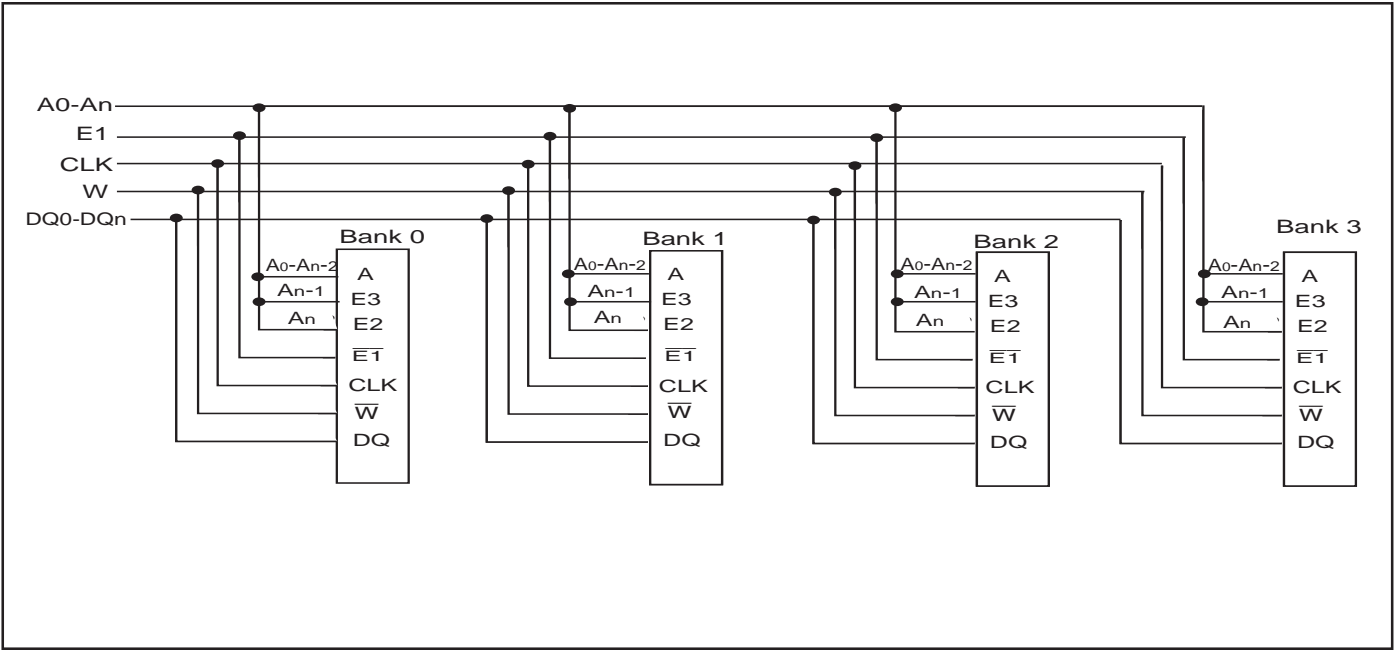 A0-An
E1
CLK
W
DQ0-DQn
Bank 0
A0-An-2
A
An-1
E3
An
E2
E1
CLK
W
DQ
Bank 1
A0-An-2
A
An-1
E3
An
E2
E1
CLK
W
DQ
Bank 2
A0-An-2
A
An-1
E3
An
E2
E1
CLK
W
DQ
Bank 3
A0-An-2
A
An-1
E3
An
E2
E1
CLK
W
DQ